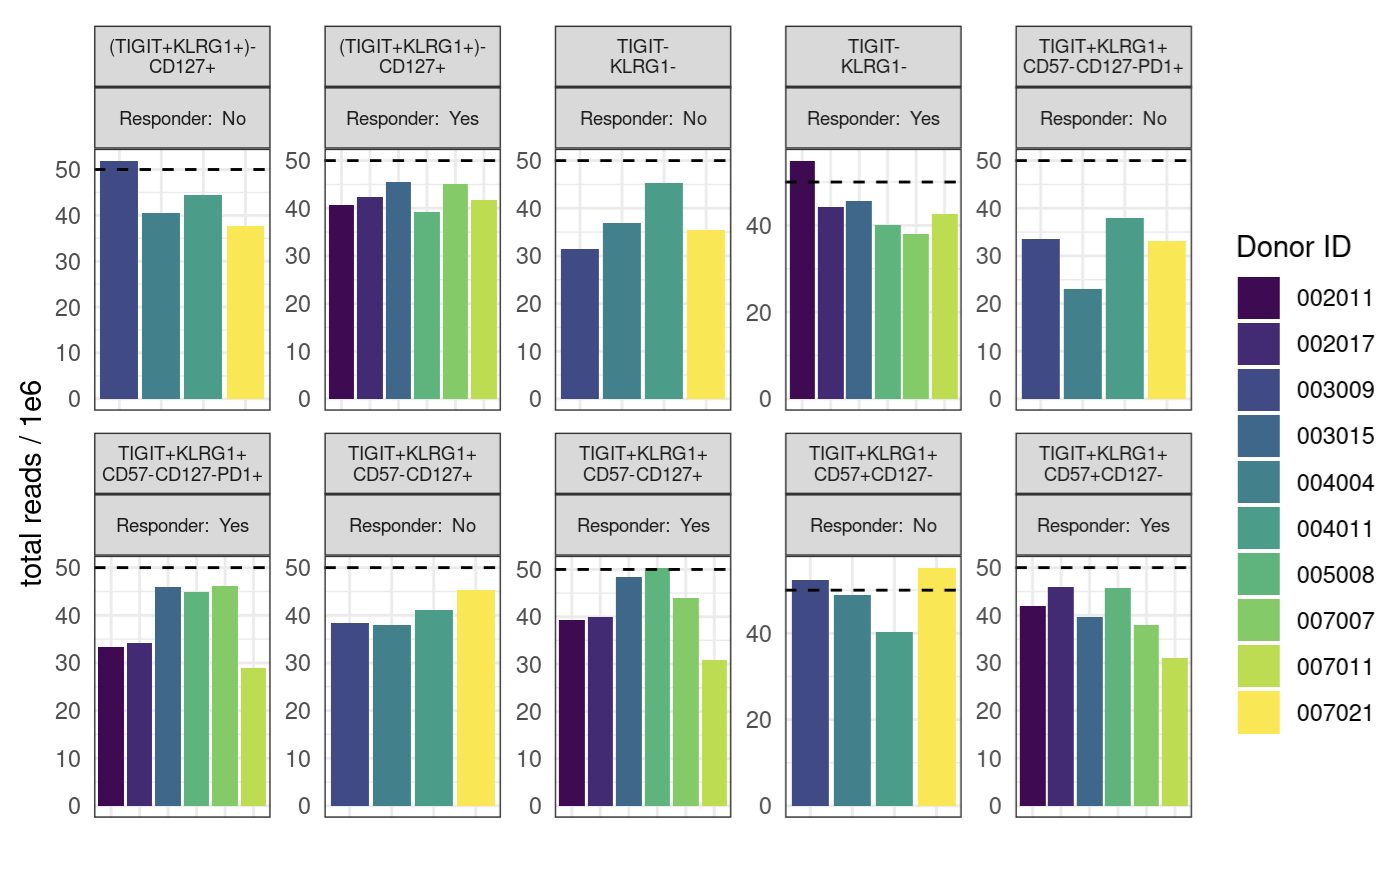 (TIGIT+KLRG1+)-
CD127+
Responder: No
(TIGIT+KLRG1+)-
CD127+
Responder: Yes
TIGIT-
KLRG1-
Responder: No
TIGIT-
KLRG1-
Responder: Yes
TIGIT+KLRG1+
CD57-CD127-PD1+
Responder: No
50
40
30
20
10
0
50
40
30
20
10
0
50
40
30
20
10
0
40
20
0
50
40
30
20
10
0
total reads / 1e6
TIGIT+KLRG1+
CD57-CD127-PD1+
Responder: Yes
TIGIT+KLRG1+
CD57-CD127+
Responder: No
TIGIT+KLRG1+
CD57-CD127+
Responder: Yes
TIGIT+KLRG1+
CD57+CD127-
Responder: No
TIGIT+KLRG1+
CD57+CD127-
Responder: Yes
50
40
30
20
10
0
50
40
30
20
10
0
50
40
30
20
10
0
40
20
0
50
40
30
20
10
0
Donor ID
002011
002017
003009
003015
004004
004011
005008
007007
007011
007021